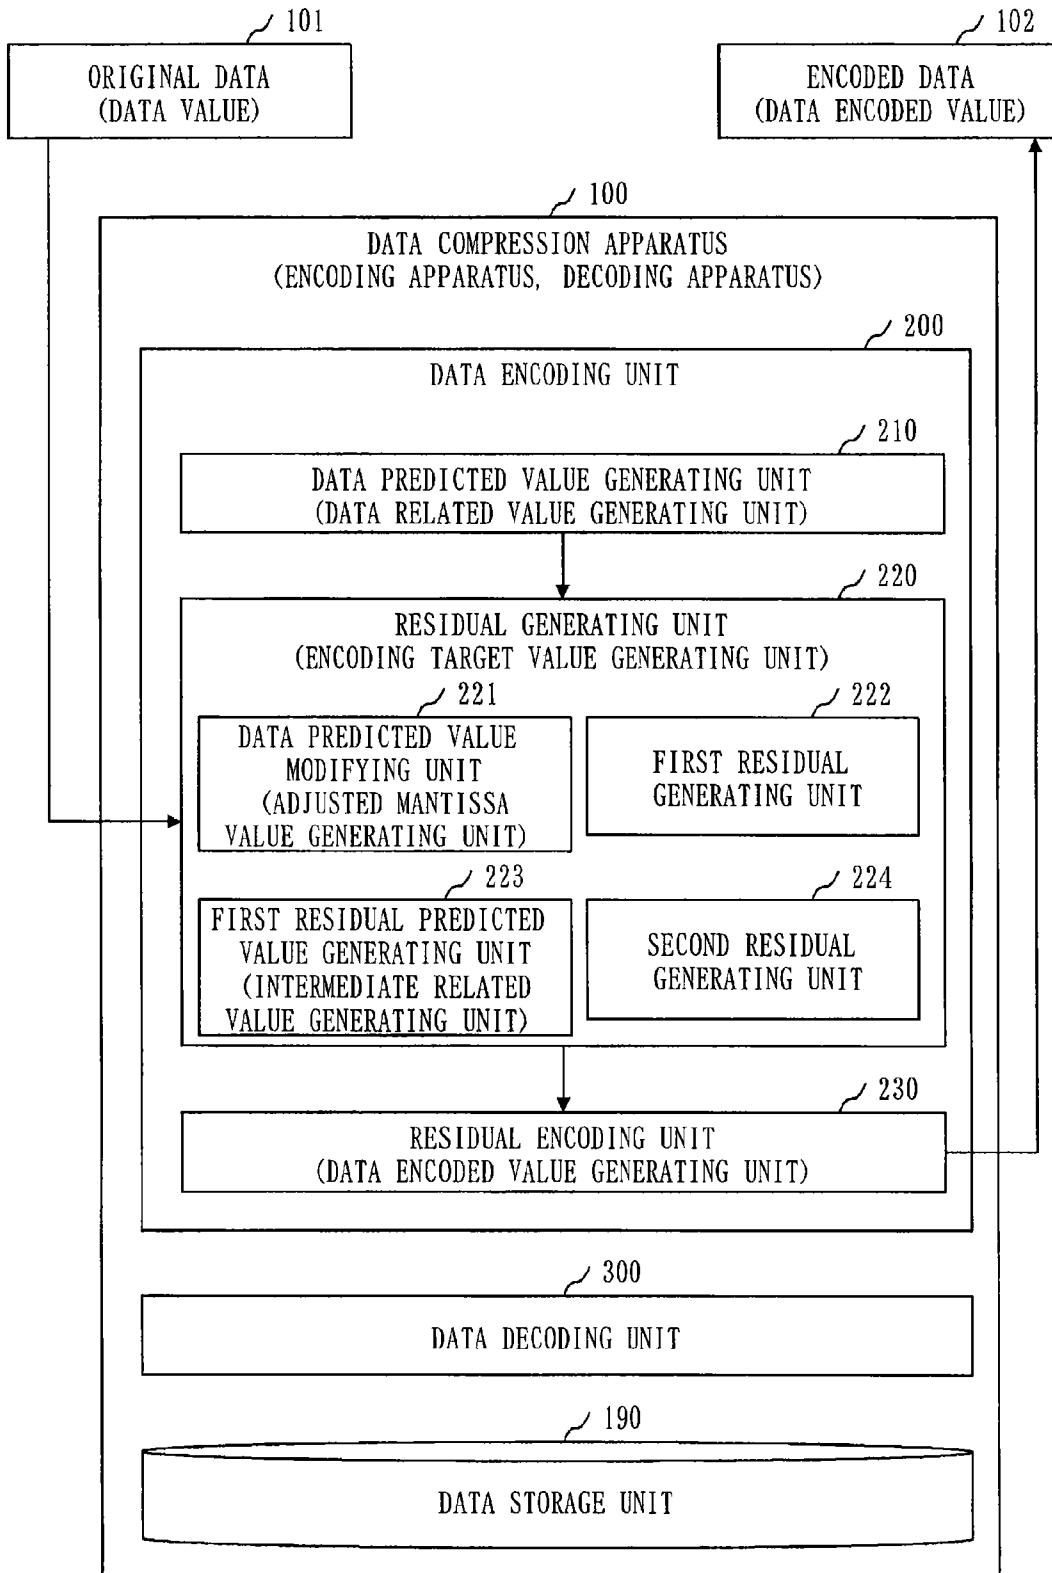 101
ORIGINAL DATA
(DATA VALUE)
102
ENCODED DATA
(DATA ENCODED VALUE)
100
DATA COMPRESSION APPARATUS
(ENCODING APPARATUS, DECODING APPARATUS)
200
DATA ENCODING UNIT
210
DATA PREDICTED VALUE GENERATING UNIT
(DATA RELATED VALUE GENERATING UNIT)
220
RESIDUAL GENERATING UNIT
(ENCODING TARGET VALUE GENERATING UNIT)
221
DATA PREDICTED VALUE
MODIFYING UNIT
(ADJUSTED MANTISSA
VALUE GENERATING UNIT)
222
FIRST RESIDUAL
GENERATING UNIT
223
FIRST RESIDUAL PREDICTED
VALUE GENERATING UNIT
(INTERMEDIATE RELATED
VALUE GENERATING UNIT)
224
SECOND RESIDUAL
GENERATING UNIT
230
RESIDUAL ENCODING UNIT
(DATA ENCODED VALUE GENERATING UNIT)
300
DATA DECODING UNIT
190
DATA STORAGE UNIT